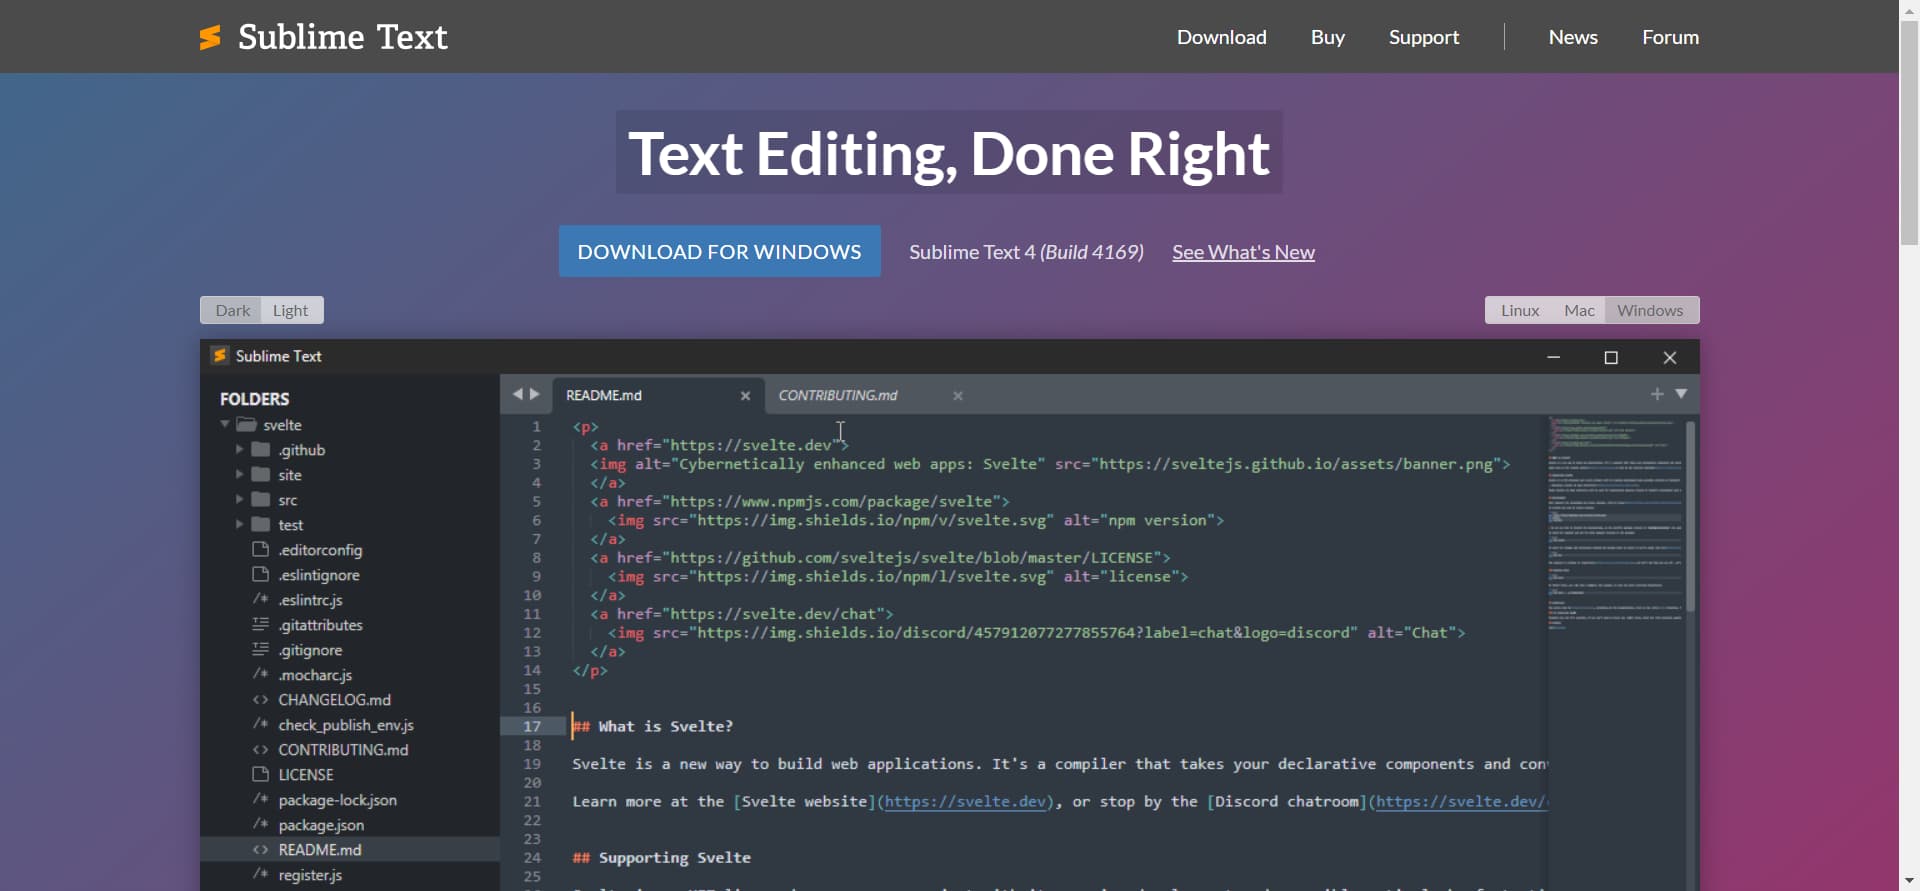 Sublime Text
Download Buy Support News Forum
Text Editing, Done Right
DOWNLOAD FOR WINDOWS Sublime Text 4 (Build 4169) See What's New
Dark Light
Linux Mac Windows
Sublime Text
FOLDERS
svelte
.github
site
src
test
.editorconfig
.eslintignore
/* .eslintrc.js
.gitattributes
.gitignore
/* .mocharc.js
<> CHANGELOG.md
/* check_publish_env.js
<> CONTRIBUTING.md
LICENSE
/* package-lock.json
/* package.json
<> README.md
/* register.js
README.md × CONTRIBUTING.md ×
1 <p>
2 <a href="https://svelte.dev">
3 <img alt="Cybernetically enhanced web apps: Svelte" src="https://sveltejs.github.io/assets/banner.png">
4 </a>
5 <a href="https://www.npmjs.com/package/svelte">
6 <img src="https://img.shields.io/npm/v/svelte.svg" alt="npm version">
7 </a>
8 <a href="https://github.com/sveltejs/svelte/blob/master/LICENSE">
9 <img src="https://img.shields.io/npm/l/svelte.svg" alt="license">
10 </a>
11 <a href="https://svelte.dev/chat">
12 <img src="https://img.shields.io/discord/457912077277855764?label=chat&logo=discord" alt="Chat">
13 </a>
14 </p>
15
16
17 ## What is Svelte?
18
19 Svelte is a new way to build web applications. It's a compiler that takes your declarative components and
20
21 Learn more at the [Svelte website](https://svelte.dev), or stop by the [Discord chatroom](https://svelte.dev/
22
23
24 ## Supporting Svelte
25